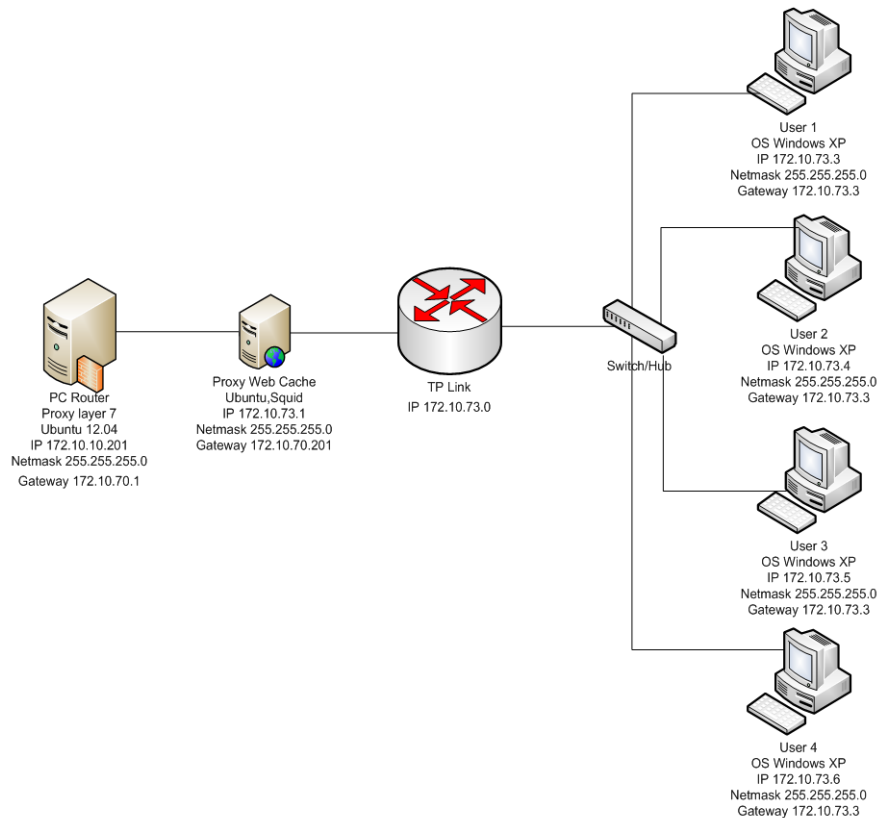 PC Router
Proxy layer 7
Ubuntu 12.04
IP 172.10.10.201
Netmask 255.255.255.0
Gateway 172.10.70.1
Proxy Web Cache
Ubuntu,Squid
IP 172.10.73.1
Netmask 255.255.255.0
Gateway 172.10.70.201
TP Link
IP 172.10.73.0
Switch/Hub
User 1
OS Windows XP
IP 172.10.73.3
Netmask 255.255.255.0
Gateway 172.10.73.3
User 2
OS Windows XP
IP 172.10.73.4
Netmask 255.255.255.0
Gateway 172.10.73.3
User 3
OS Windows XP
IP 172.10.73.5
Netmask 255.255.255.0
Gateway 172.10.73.3
User 4
OS Windows XP
IP 172.10.73.6
Netmask 255.255.255.0
Gateway 172.10.73.3